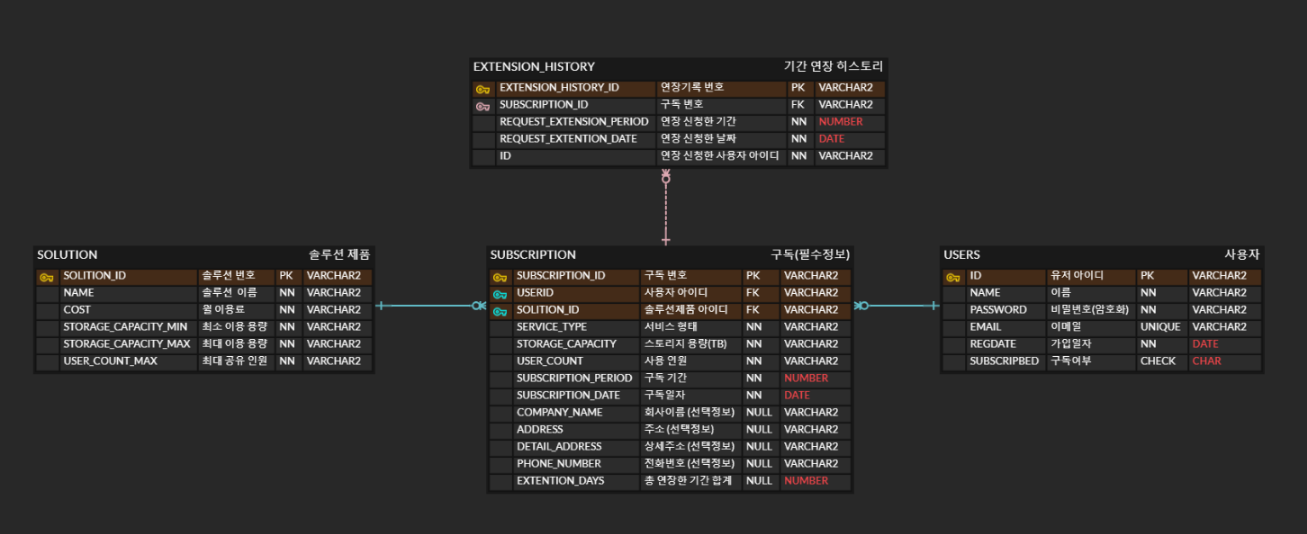 EXTENSION_HISTORY 기간 연장 히스토리
EXTENSION_HISTORY_ID 연장기록 번호 PK VARCHAR2
SUBSCRIPTION_ID 구독 번호 FK VARCHAR2
REQUEST_EXTENSION_PERIOD 연장 신청한 기간 NN NUMBER
REQUEST_EXTENTION_DATE 연장 신청한 날짜 NN DATE
ID 연장 신청한 사용자 아이디 NN VARCHAR2
SOLUTION 솔루션 제품
SOLITION_ID 솔루션 번호 PK VARCHAR2
NAME 솔루션 이름 NN VARCHAR2
COST 월 이용료 NN VARCHAR2
STORAGE_CAPACITY_MIN 최소 이용 용량 NN VARCHAR2
STORAGE_CAPACITY_MAX 최대 이용 용량 NN VARCHAR2
USER_COUNT_MAX 최대 공유 인원 NN VARCHAR2
SUBSCRIPTION 구독(필수정보)
SUBSCRIPTION_ID 구독 번호 PK VARCHAR2
USERID 사용자 아이디 FK VARCHAR2
SOLITION_ID 솔루션제품 아이디 FK VARCHAR2
SERVICE_TYPE 서비스 형태 NN VARCHAR2
STORAGE_CAPACITY 스토리지 용량(TB) NN VARCHAR2
USER_COUNT 사용 인원 NN VARCHAR2
SUBSCRIPTION_PERIOD 구독 기간 NN NUMBER
SUBSCRIPTION_DATE 구독일자 NN DATE
COMPANY_NAME 회사이름 (선택정보) NULL VARCHAR2
ADDRESS 주소 (선택정보) NULL VARCHAR2
DETAIL_ADDRESS 상세주소 (선택정보) NULL VARCHAR2
PHONE_NUMBER 전화번호 (선택정보) NULL VARCHAR2
EXTENTION_DAYS 총 연장한 기간 합계 NULL NUMBER
USERS 사용자
ID 유저 아이디 PK VARCHAR2
NAME 이름 NN VARCHAR2
PASSWORD 비밀번호(암호화) NN VARCHAR2
EMAIL 이메일 UNIQUE VARCHAR2
REGDATE 가입일자 NN DATE
SUBSCRIPBED 구독여부 CHECK CHAR